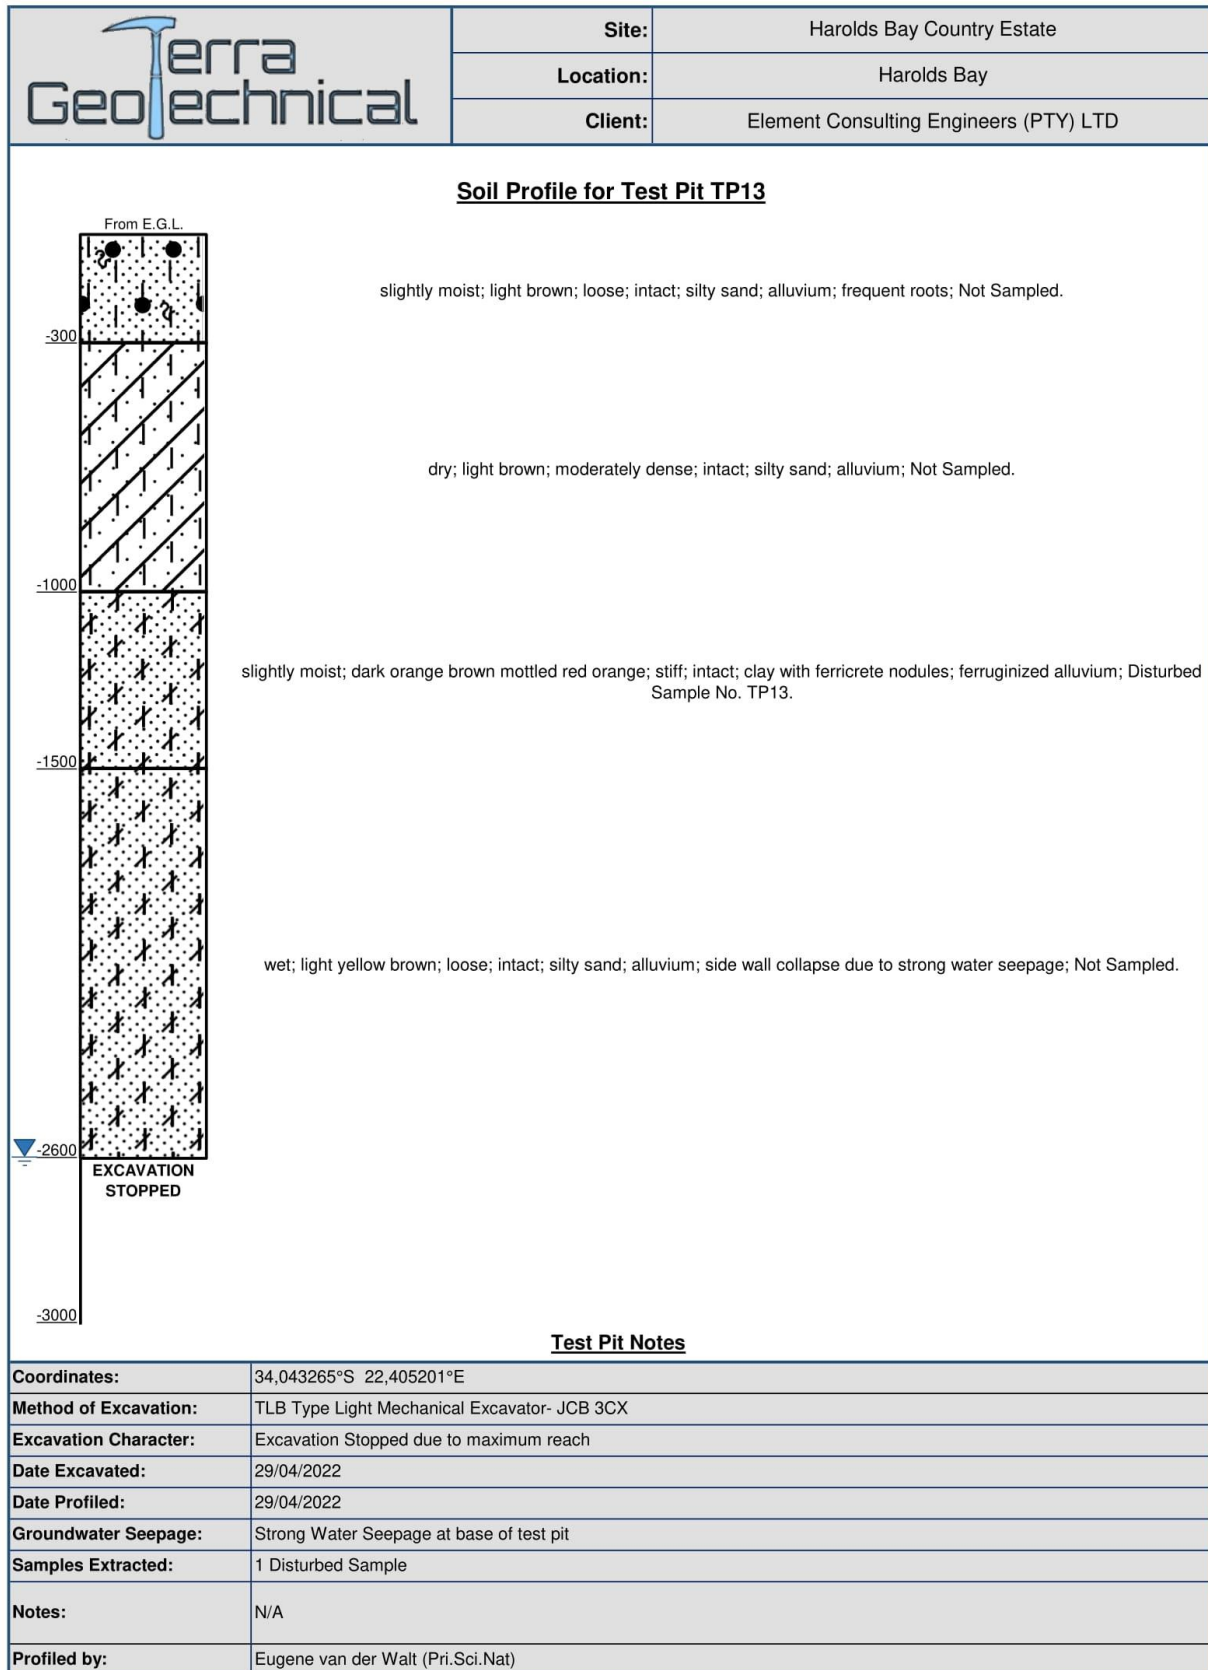 Terra
GeoTechnical
Site: Harolds Bay Country Estate
Location: Harolds Bay
Client: Element Consulting Engineers (PTY) LTD
Soil Profile for Test Pit TP13
From E.G.L.
slightly moist; light brown; loose; intact; silty sand; alluvium; frequent roots; Not Sampled.
-300
dry; light brown; moderately dense; intact; silty sand; alluvium; Not Sampled.
-1000
slightly moist; dark orange brown mottled red orange; stiff; intact; clay with ferricrete nodules; ferruginized alluvium; Disturbed
Sample No. TP13.
-1500
wet; light yellow brown; loose; intact; silty sand; alluvium; side wall collapse due to strong water seepage; Not Sampled.
-2600
EXCAVATION
STOPPED
-3000
Test Pit Notes
Coordinates: 34,043265°S 22,405201°E
Method of Excavation: TLB Type Light Mechanical Excavator- JCB 3CX
Excavation Character: Excavation Stopped due to maximum reach
Date Excavated: 29/04/2022
Date Profiled: 29/04/2022
Groundwater Seepage: Strong Water Seepage at base of test pit
Samples Extracted: 1 Disturbed Sample
Notes: N/A
Profiled by: Eugene van der Walt (Pri.Sci.Nat)